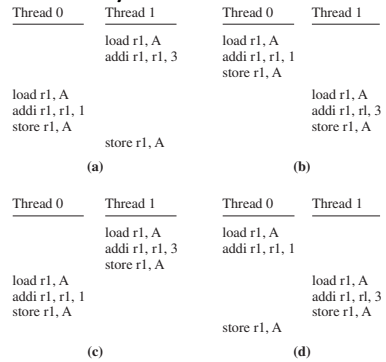 Thread 0 Thread 1
load r1, A
addi r1, r1, 3
load r1, A
addi r1, r1, 1
store r1, A
store r1, A
(a)
Thread 0 Thread 1
load r1, A
addi r1, r1, 1
store r1, A
load r1, A
addi r1, rl, 3
store r1, A
(b)
Thread 0 Thread 1
load r1, A
addi r1, r1, 3
store r1, A
load r1, A
addi r1, r1, 1
store r1, A
(c)
Thread 0 Thread 1
load r1, A
addi r1, r1, 1
load r1, A
addi r1, rl, 3
store r1, A
store r1, A
(d)